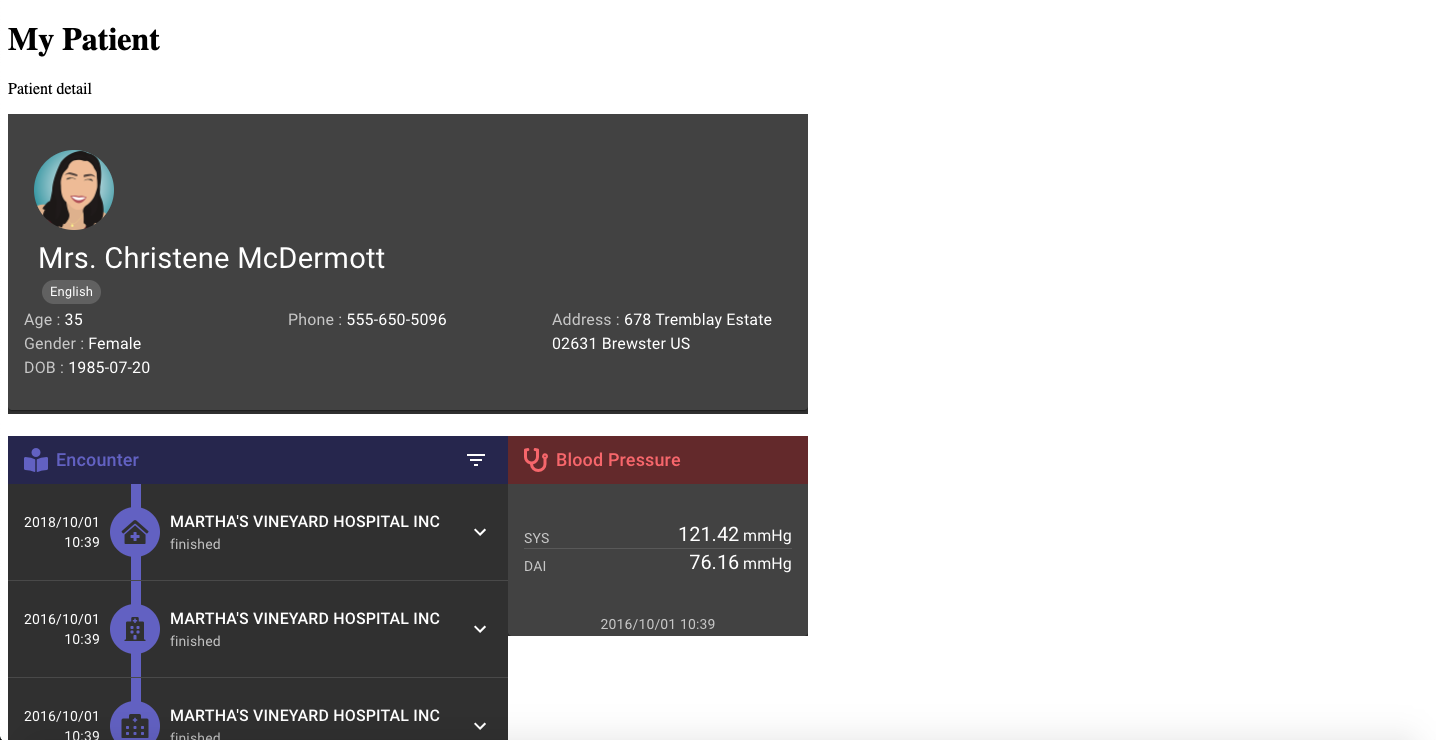 My Patient
Patient detail
Mrs. Christene McDermott
English
Age : 35
Gender : Female
DOB : 1985-07-20
Phone : 555-650-5096
Address : 678 Tremblay Estate
02631 Brewster US
Encounter
2018/10/01
10:39
MARTHA'S VINEYARD HOSPITAL INC
finished
2016/10/01
10:39
MARTHA'S VINEYARD HOSPITAL INC
finished
2016/10/01
10:39
MARTHA'S VINEYARD HOSPITAL INC
finished
Blood Pressure
SYS 121.42 mmHg
DAI 76.16 mmHg
2016/10/01 10:39